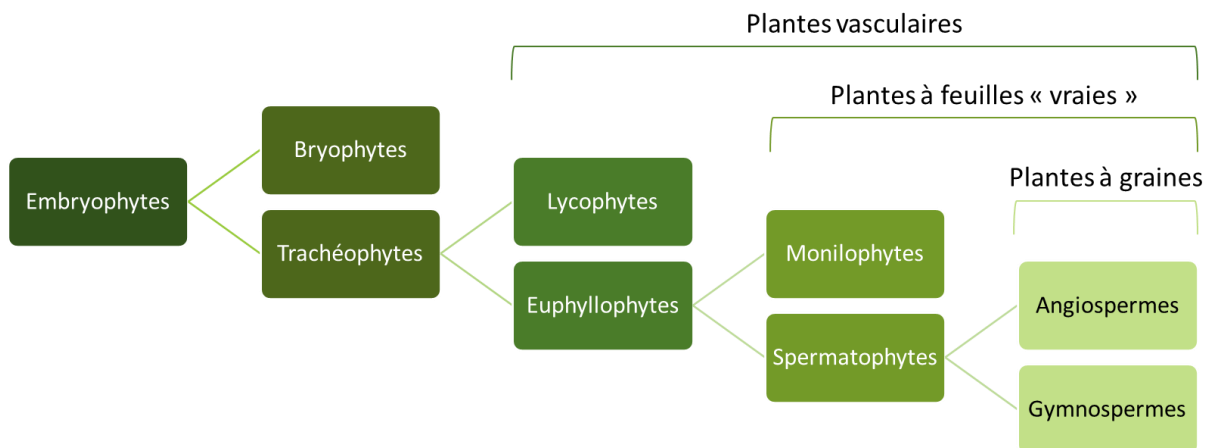 Plantes vasculaires
Plantes à feuilles « vraies »
Bryophytes
Embryophytes
Lycophytes
Plantes à graines
Trachéophytes
Monilophytes
Euphyllophytes
Angiospermes
Spermatophytes
Gymnospermes